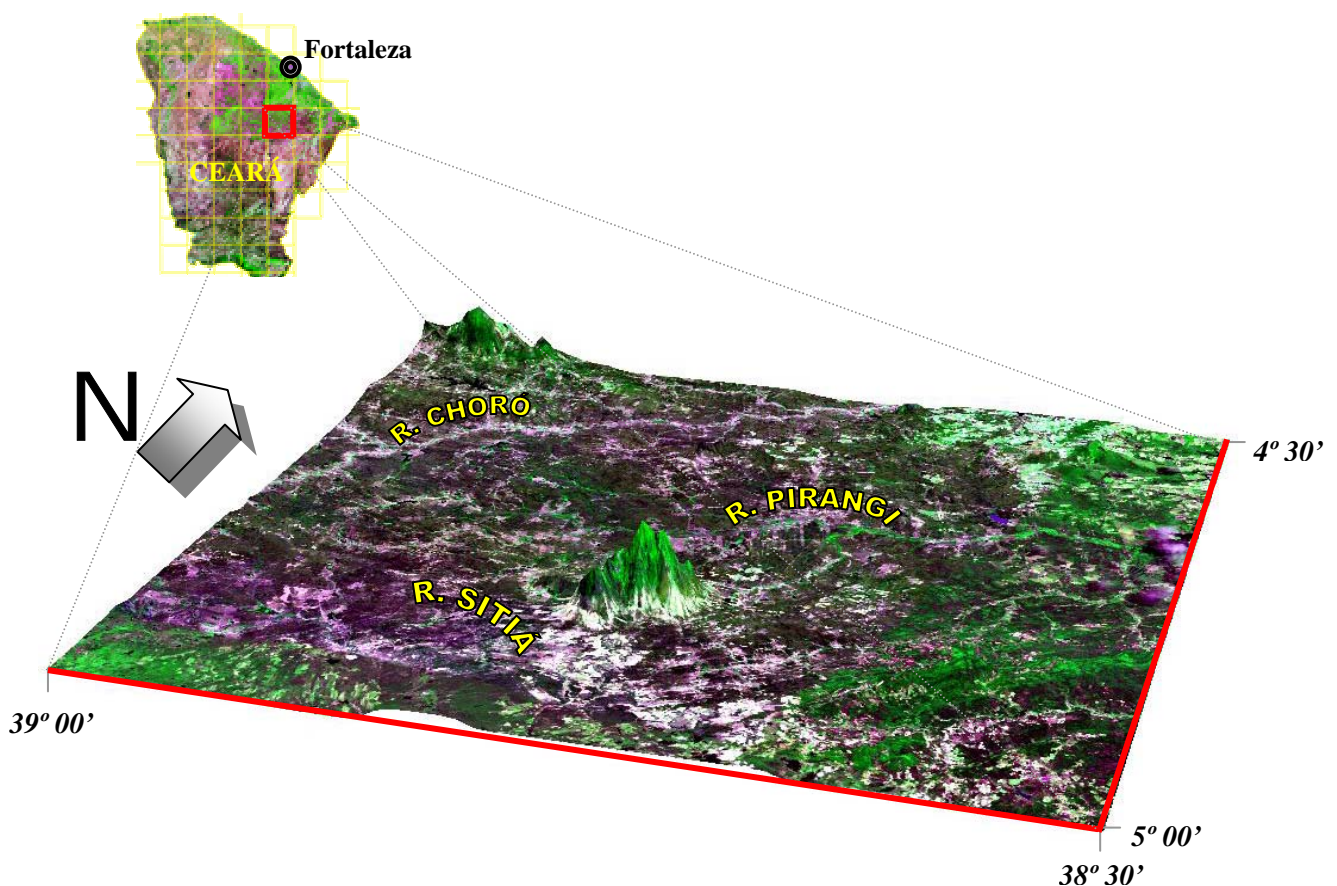 Fortaleza
CEARÁ
N
R. CHORO
4º 30’
R. PIRANGI
R. SITIÁ
39º 00’
5º 00’
38º 30’